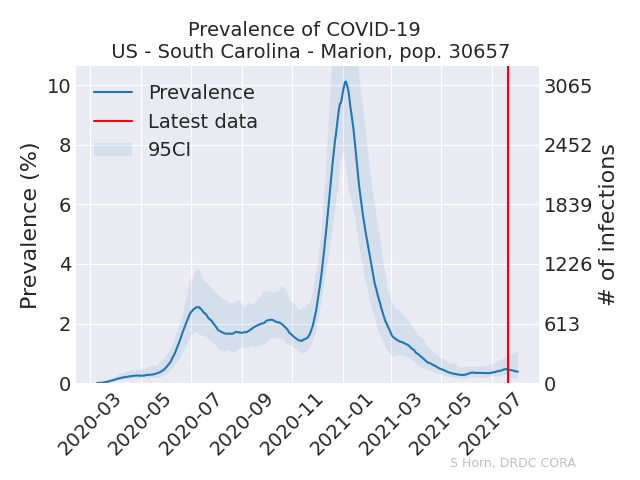 Prevalence of COVID-19
US - South Carolina - Marion, pop. 30657
Prevalence
Latest data
95CI
Prevalence (%)
10
8
6
4
2
0
3065
2452
1839
1226
613
0
# of infections
2020-03
2020-05
2020-07
2020-09
2020-11
2021-01
2021-03
2021-05
2021-07
S Horn, DRDC CORA